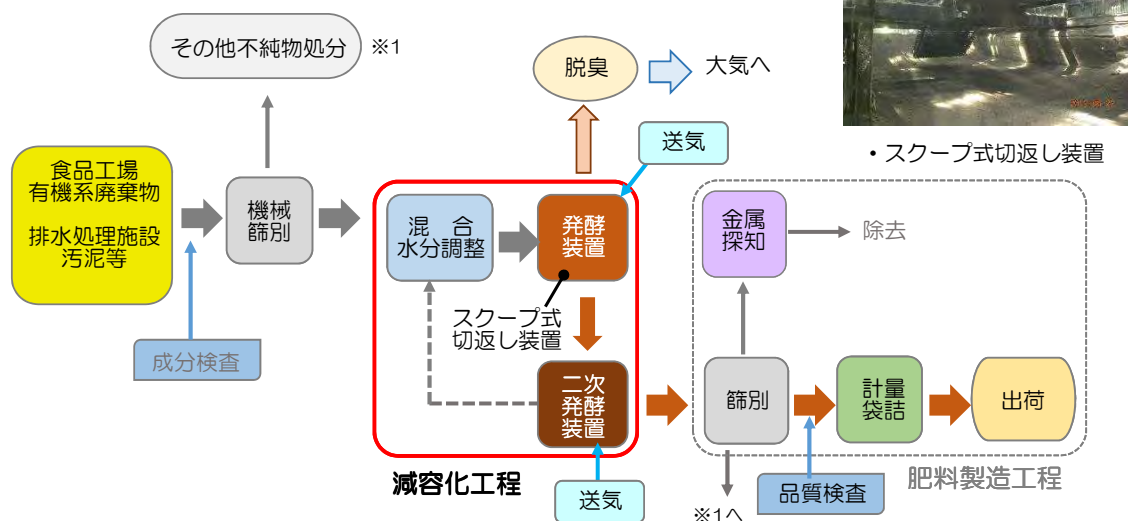 その他不純物処分
※1
脱臭
大気へ
送気
・スクープ式切返し装置
食品工場
有機系廃棄物
排水処理施設
汚泥等
機械
篩別
混 合
水分調整
発酵
装置
金属
探知
除去
スクープ式
切返し装置
成分検査
二次
発酵
装置
篩別
計量
袋詰
出荷
減容化工程
送気
品質検査
肥料製造工程
※1へ